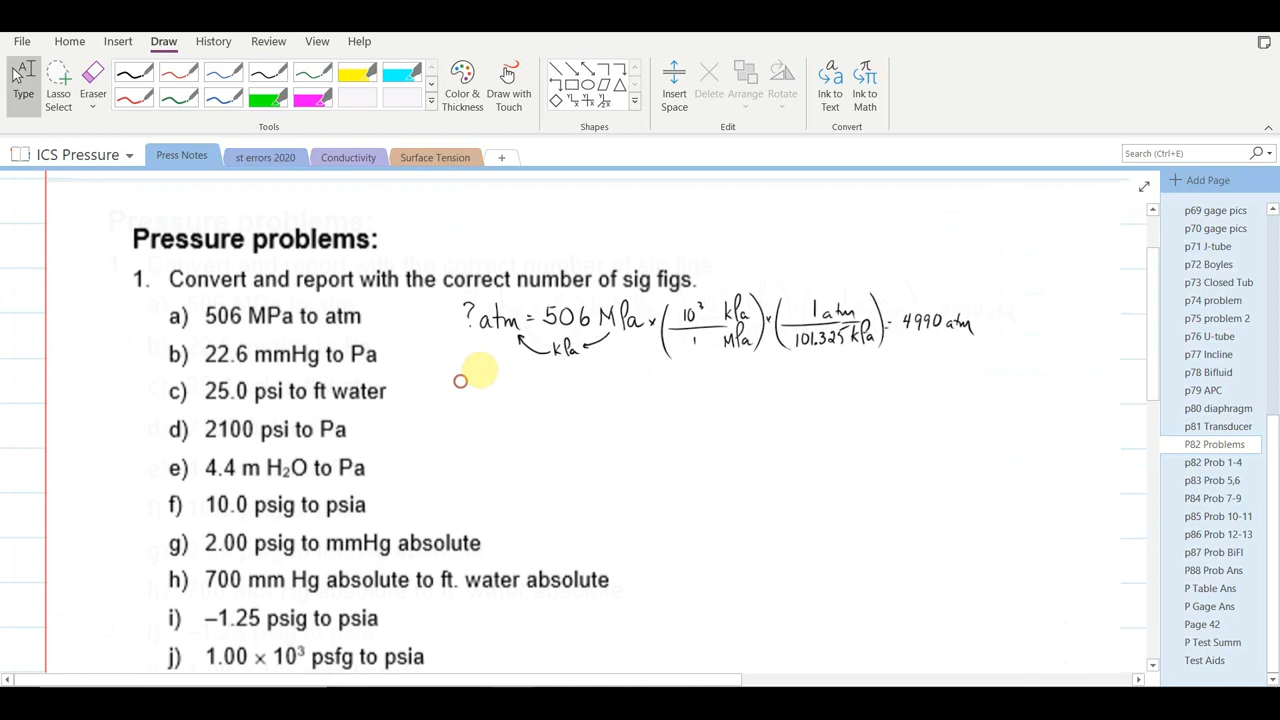 File Home Insert Draw History Review View Help
Type
Lasso Select
Eraser
Color & Thickness
Draw with Touch
Insert Space
Delete
Arrange
Rotate
Ink to Text
Ink to Math
Tools
Shapes
Edit
Convert
ICS Pressure
Press Notes
st errors 2020
Conductivity
Surface Tension
Search (Ctrl+E)
Add Page
p69 gage pics
p70 gage pics
p71 J-tube
p72 Boyles
p73 Closed Tub
p74 problem
p75 problem 2
p76 U-tube
p77 Incline
p78 Bifluid
p79 APC
p80 diaphragm
p81 Transducer
P82 Problems
p82 Prob 1-4
p83 Prob 5,6
P84 Prob 7-9
p85 Prob 10-11
p86 Prob 12-13
p87 Prob BiFl
P88 Prob Ans
P Table Ans
P Gage Ans
Page 42
P Test Summ
Test Aids
Pressure problems:
1. Convert and report with the correct number of sig figs.
a) 506 MPa to atm
? atm = 506 MPa × (10³ kPa / 1 MPa) × (1 atm / 101.325 kPa) = 4990 atm
kPa
b) 22.6 mmHg to Pa
c) 25.0 psi to ft water
d) 2100 psi to Pa
e) 4.4 m H₂O to Pa
f) 10.0 psig to psia
g) 2.00 psig to mmHg absolute
h) 700 mm Hg absolute to ft. water absolute
i) –1.25 psig to psia
j) 1.00 × 10³ psfg to psia